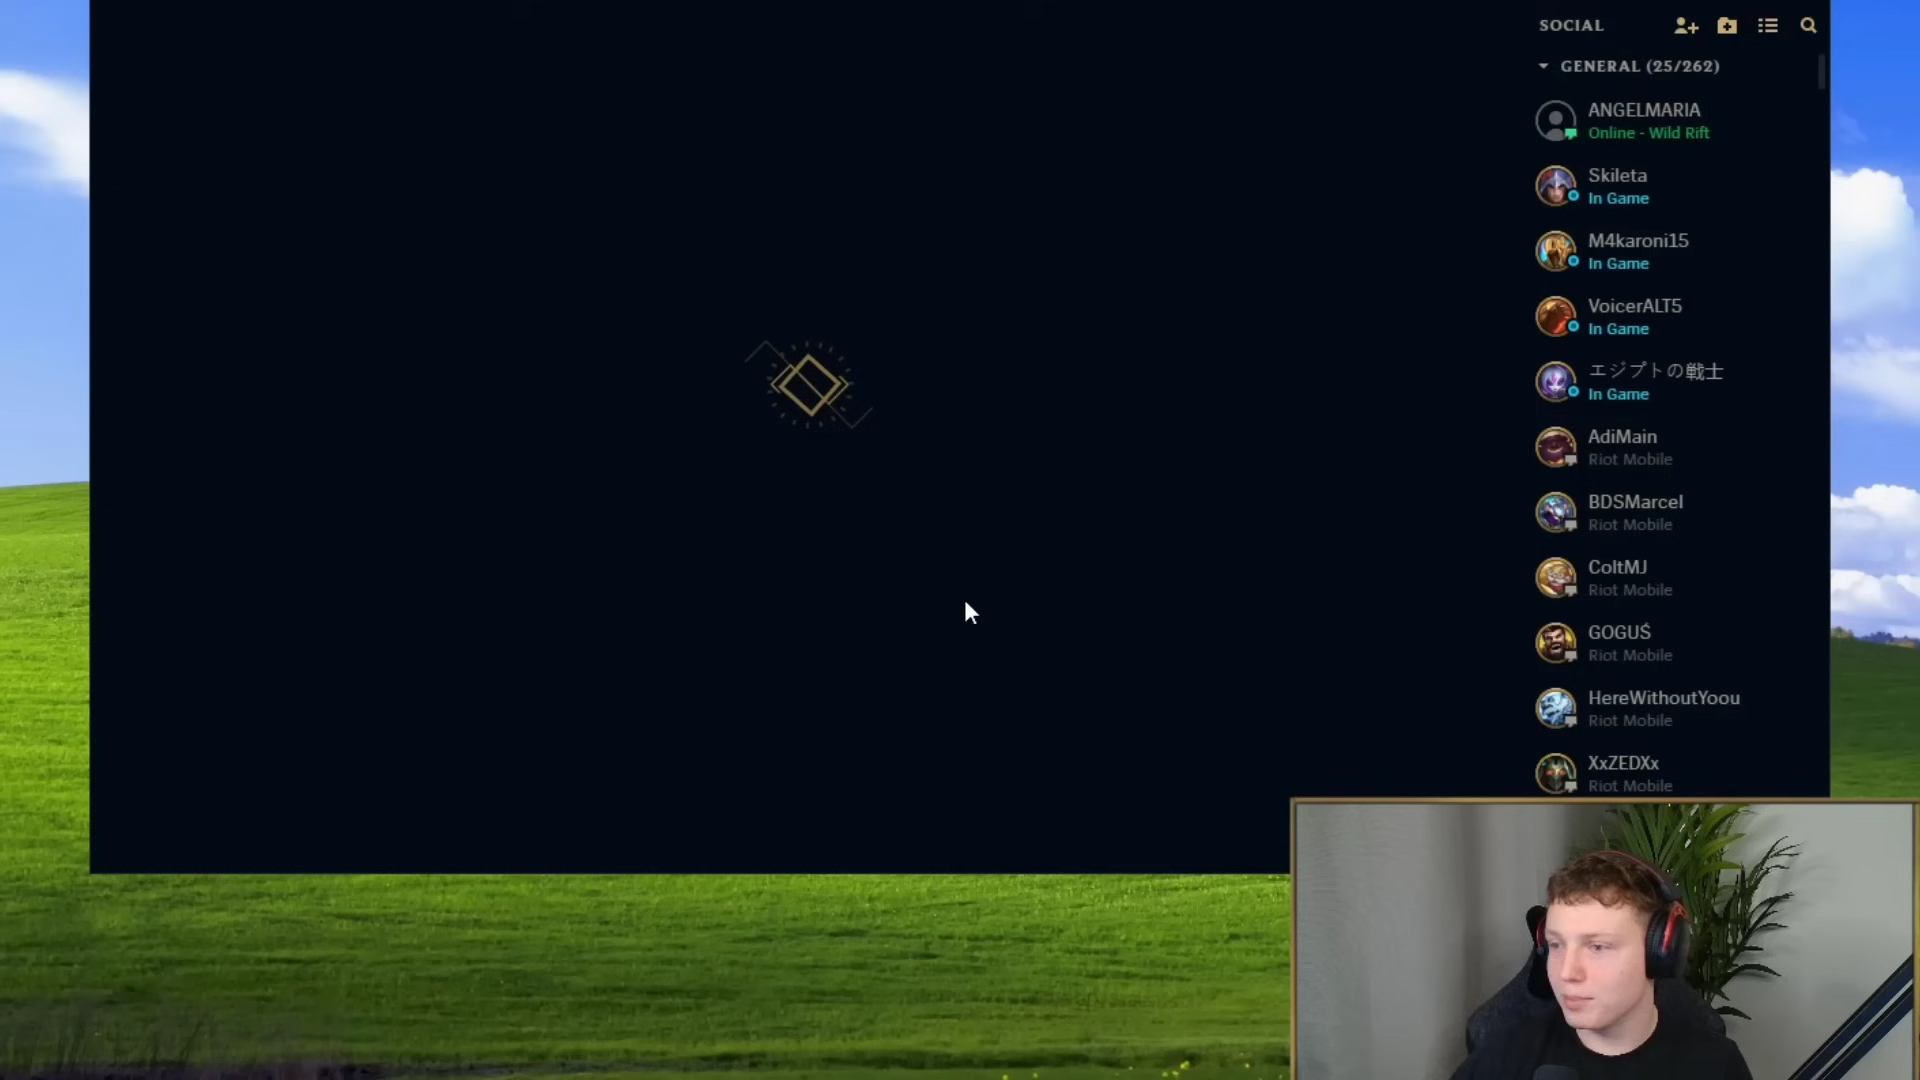 SOCIAL
GENERAL (25/262)
ANGELMARIA
Online - Wild Rift
Skileta
In Game
M4karoni15
In Game
VoicerALT5
In Game
エジプトの戦士
In Game
AdiMain
Riot Mobile
BDSMarcel
Riot Mobile
ColtMJ
Riot Mobile
GOGUŚ
Riot Mobile
HereWithoutYoou
Riot Mobile
XxZEDXx
Riot Mobile